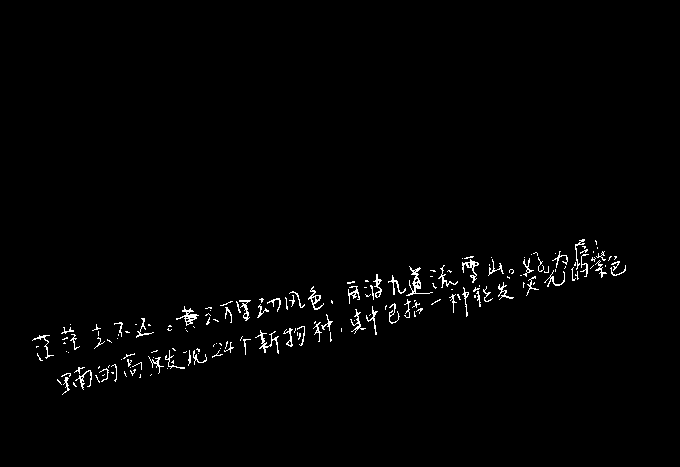 茫茫去不还。黄云万里动风色，白波九道流雪山。好为庐
里南的高原发现24个新物种，其中包括一种能发荧光的紫色